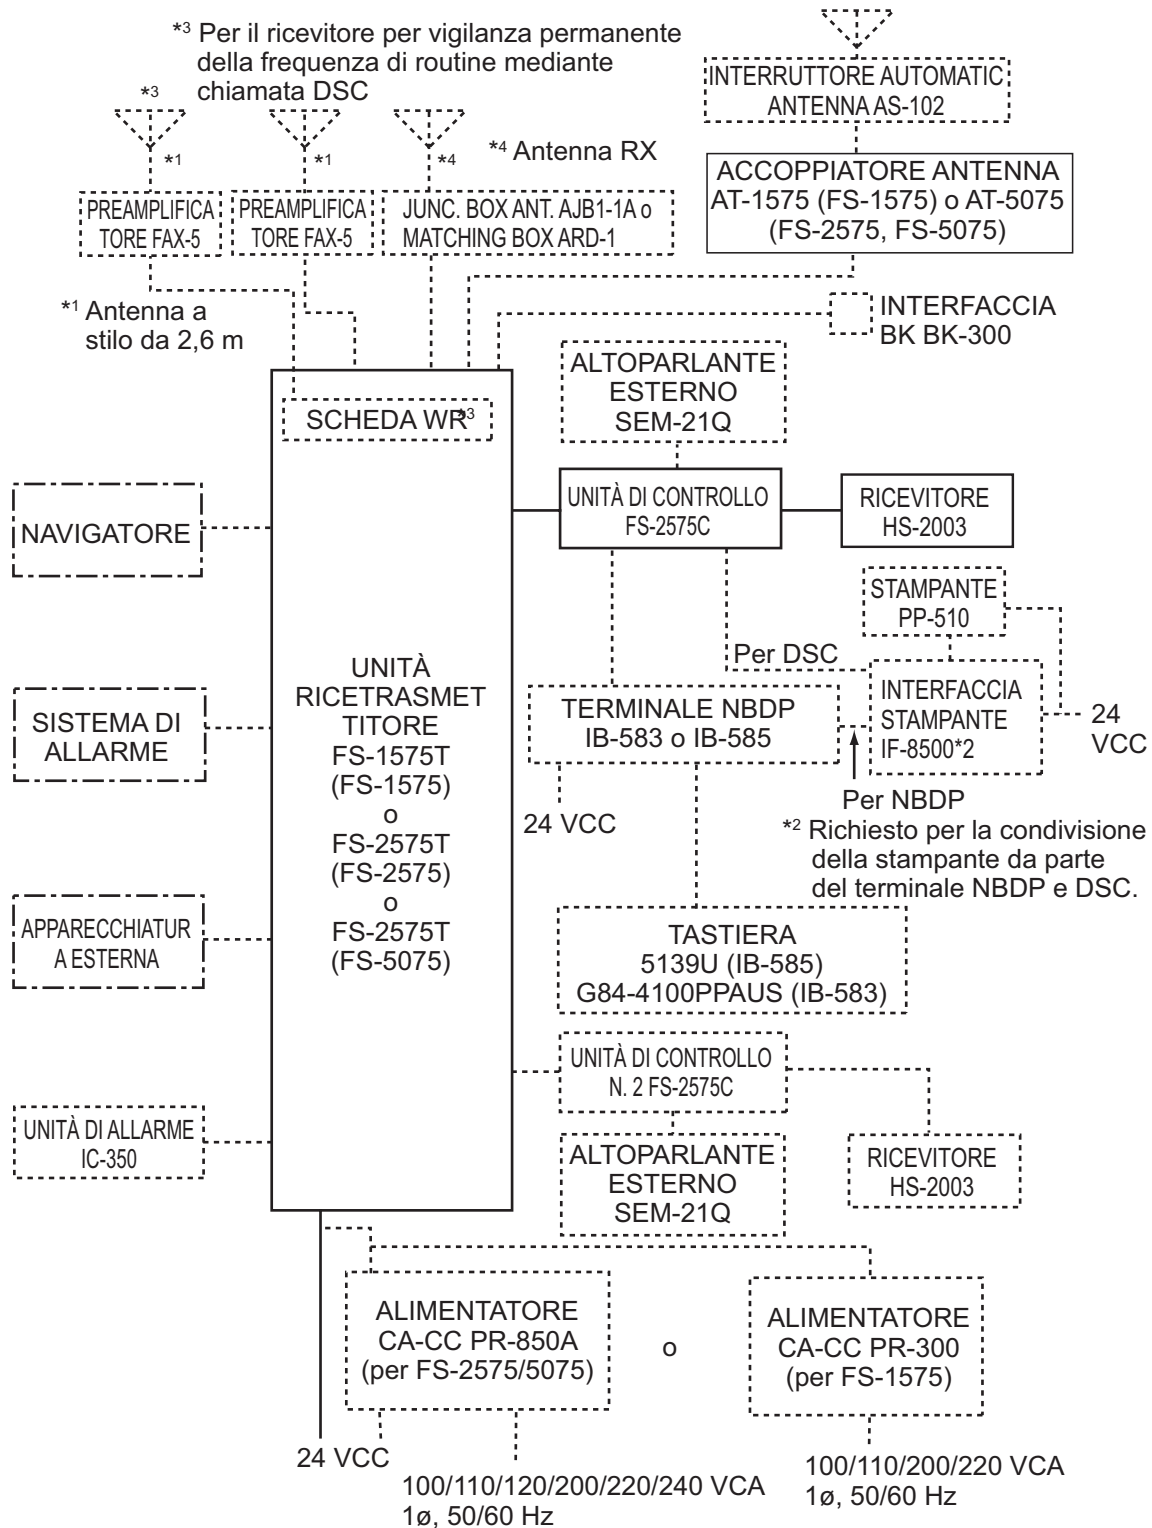 *3 Per il ricevitore per vigilanza permanente
della frequenza di routine mediante
chiamata DSC
*3
*1
*1
*4
*4 Antenna RX
INTERRUTTORE AUTOMATIC
ANTENNA AS-102
ACCOPPIATORE ANTENNA
AT-1575 (FS-1575) o AT-5075
(FS-2575, FS-5075)
PREAMPLIFICA
TORE FAX-5
PREAMPLIFICA
TORE FAX-5
JUNC. BOX ANT. AJB1-1A o
MATCHING BOX ARD-1
*1 Antenna a
stilo da 2,6 m
INTERFACCIA
BK BK-300
ALTOPARLANTE
ESTERNO
SEM-21Q
SCHEDA WR*3
UNITÀ DI CONTROLLO
FS-2575C
RICEVITORE
HS-2003
NAVIGATORE
STAMPANTE
PP-510
Per DSC
UNITÀ
RICETRASMET
TITORE
FS-1575T
(FS-1575)
o
FS-2575T
(FS-2575)
o
FS-2575T
(FS-5075)
TERMINALE NBDP
IB-583 o IB-585
INTERFACCIA
STAMPANTE
IF-8500*2
24
VCC
SISTEMA DI
ALLARME
24 VCC
Per NBDP
*2 Richiesto per la condivisione
della stampante da parte
del terminale NBDP e DSC.
APPARECCHIATUR
A ESTERNA
TASTIERA
5139U (IB-585)
G84-4100PPAUS (IB-583)
UNITÀ DI CONTROLLO
N. 2 FS-2575C
UNITÀ DI ALLARME
IC-350
ALTOPARLANTE
ESTERNO
SEM-21Q
RICEVITORE
HS-2003
ALIMENTATORE
CA-CC PR-850A
(per FS-2575/5075)
o
ALIMENTATORE
CA-CC PR-300
(per FS-1575)
24 VCC
100/110/120/200/220/240 VCA
1ø, 50/60 Hz
100/110/200/220 VCA
1ø, 50/60 Hz